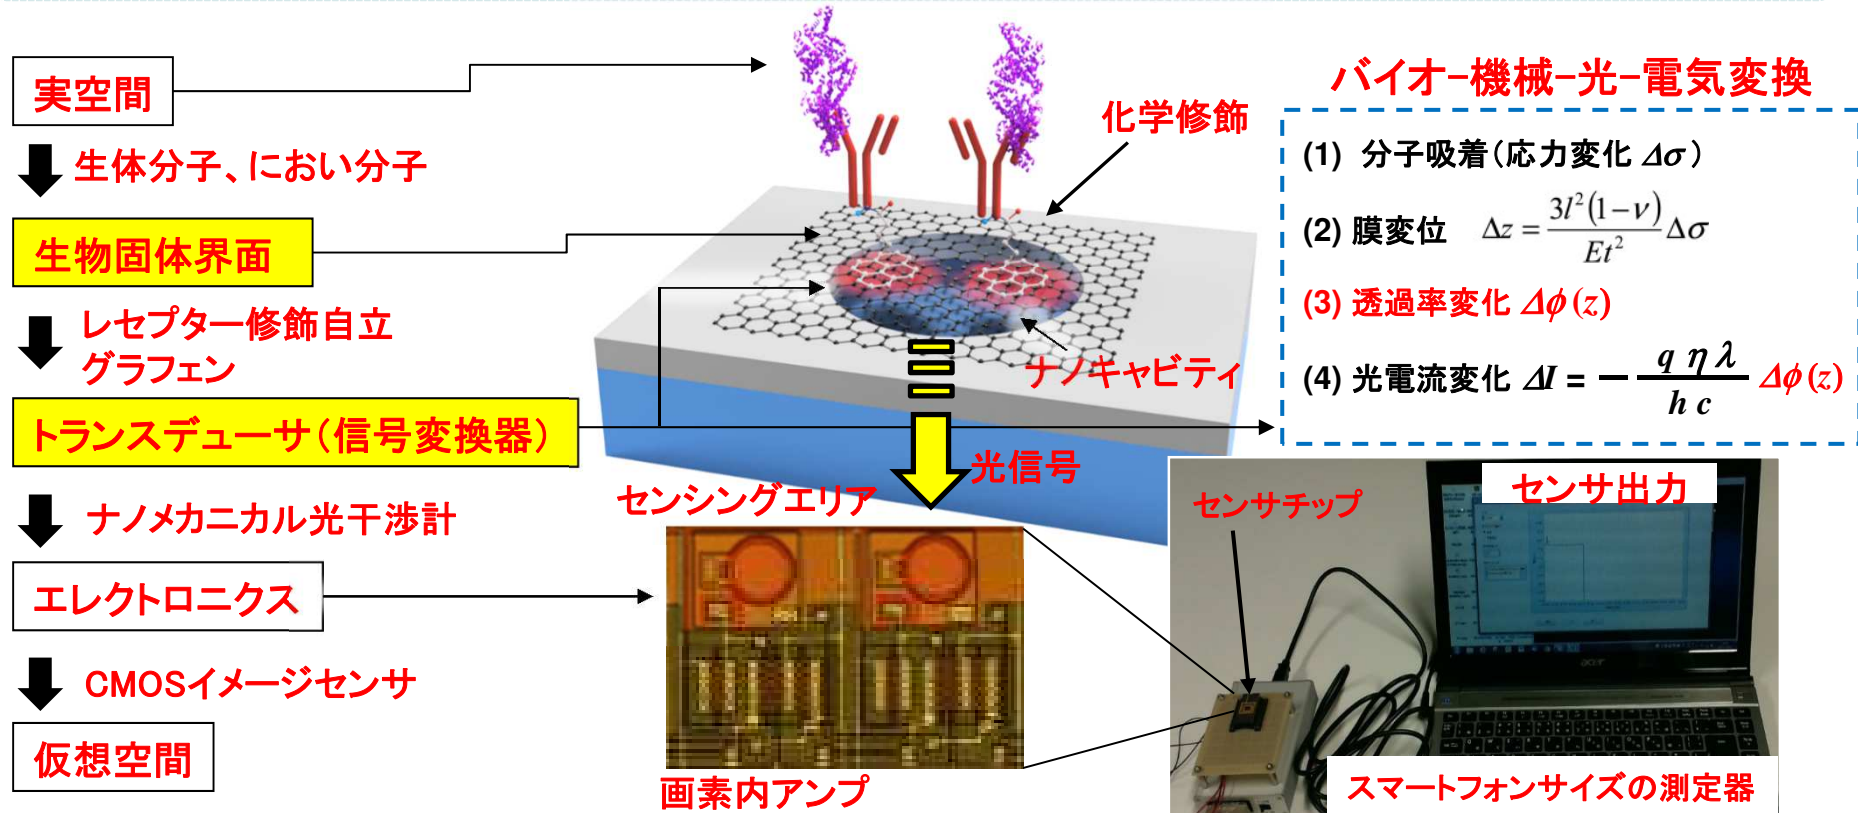 実空間
生体分子、におい分子
生物固体界面
レセプター修飾自立
グラフェン
トランスデューサ(信号変換器)
ナノメカニカル光干渉計
エレクトロニクス
CMOSイメージセンサ
仮想空間
化学修飾
ナノキャビティ
光信号
センシングエリア
画素内アンプ
バイオ-機械-光-電気変換
(1) 分子吸着(応力変化 Δσ)
(2) 膜変位 Δz = 3l²(1−ν) / Et² Δσ
(3) 透過率変化 Δϕ(z)
(4) 光電流変化 ΔI = − q η λ / h c Δϕ(z)
センサチップ
センサ出力
acer
スマートフォンサイズの測定器